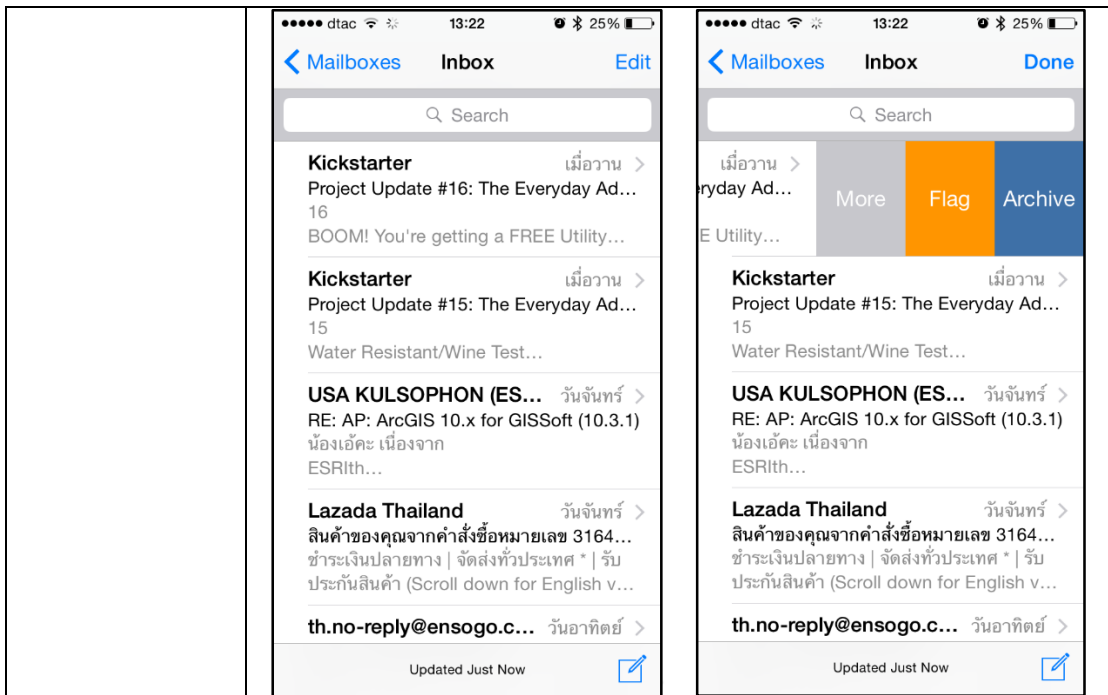 dtac 13:22 25%
Mailboxes Inbox Edit
Search
Kickstarter เมื่อวาน
Project Update #16: The Everyday Ad...
16
BOOM! You're getting a FREE Utility...
Kickstarter เมื่อวาน
Project Update #15: The Everyday Ad...
15
Water Resistant/Wine Test...
USA KULSOPHON (ES... วันจันทร์
RE: AP: ArcGIS 10.x for GISSoft (10.3.1)
น้องเอ้คะ เนื่องจาก
ESRIth...
Lazada Thailand วันจันทร์
สินค้าของคุณจากคำสั่งซื้อหมายเลข 3164...
ชำระเงินปลายทาง | จัดส่งทั่วประเทศ * | รับ
ประกันสินค้า (Scroll down for English v...
th.no-reply@ensogo.c... วันอาทิตย์
Updated Just Now
dtac 13:22 25%
Mailboxes Inbox Done
Search
เมื่อวาน
eryday Ad...
E Utility...
More Flag Archive
Kickstarter เมื่อวาน
Project Update #15: The Everyday Ad...
15
Water Resistant/Wine Test...
USA KULSOPHON (ES... วันจันทร์
RE: AP: ArcGIS 10.x for GISSoft (10.3.1)
น้องเอ้คะ เนื่องจาก
ESRIth...
Lazada Thailand วันจันทร์
สินค้าของคุณจากคำสั่งซื้อหมายเลข 3164...
ชำระเงินปลายทาง | จัดส่งทั่วประเทศ * | รับ
ประกันสินค้า (Scroll down for English v...
th.no-reply@ensogo.c... วันอาทิตย์
Updated Just Now